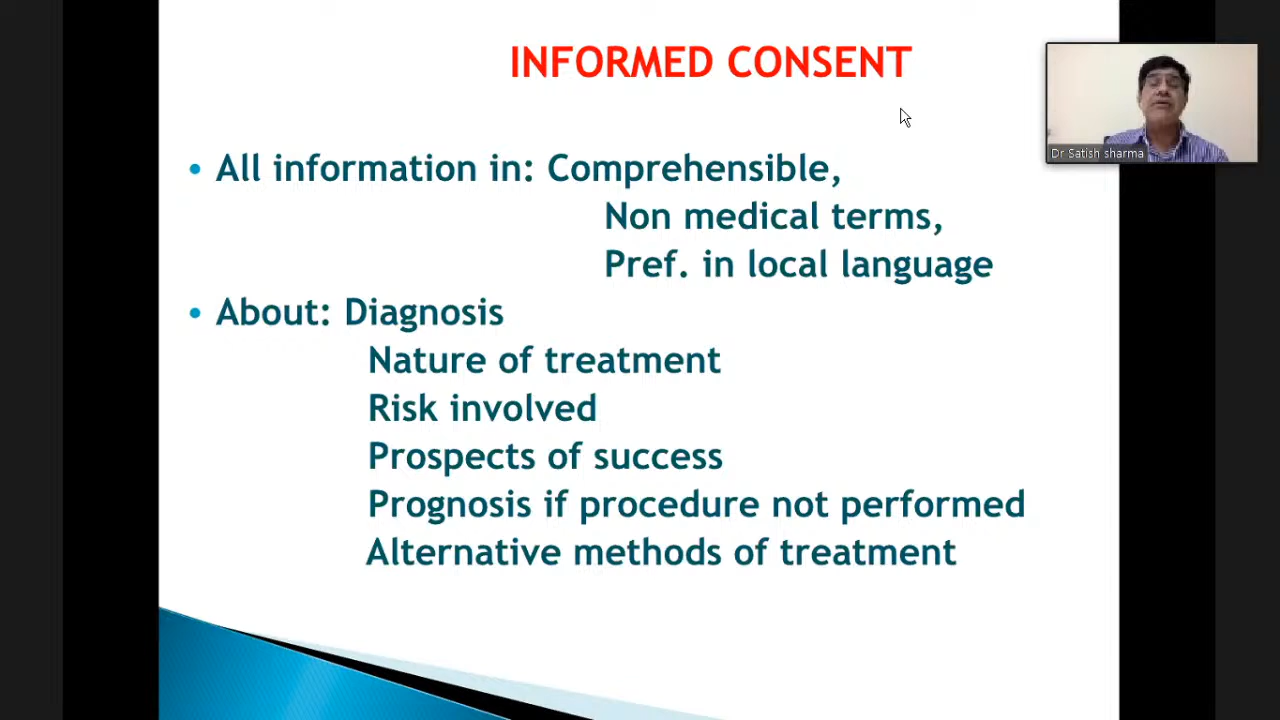 INFORMED CONSENT
Dr Satish sharma
• All information in: Comprehensible,
Non medical terms,
Pref. in local language
• About: Diagnosis
Nature of treatment
Risk involved
Prospects of success
Prognosis if procedure not performed
Alternative methods of treatment